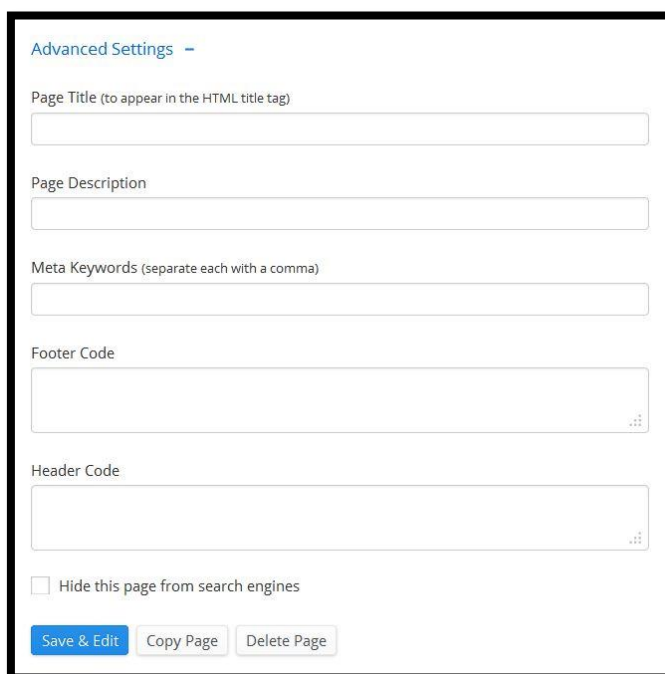 Advanced Settings –
Page Title (to appear in the HTML title tag)
Page Description
Meta Keywords (separate each with a comma)
Footer Code
Header Code
Hide this page from search engines
Save & Edit Copy Page Delete Page